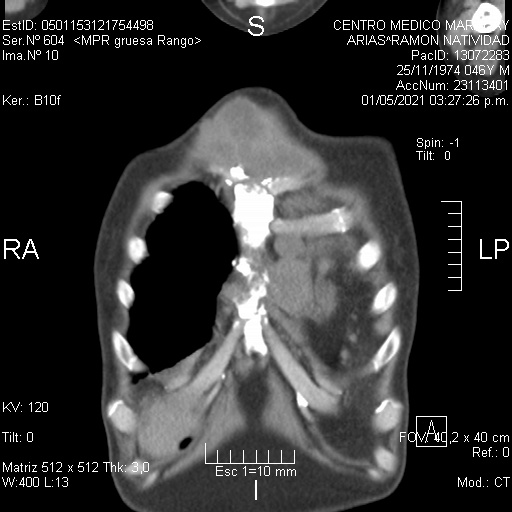 S
EstID: 0501153121754498
Ser.Nº 604 <MPR gruesa Rango>
Ima.Nº 10
Ker.: B10f
CENTRO MEDICO
ARIAS^RAMON NATIVIDAD
PacID: 13072283
25/11/1974 046Y M
AccNum: 23113401
01/05/2021 03:27:26 p.m.
Spin: -1
Tilt: 0
RA
LP
KV: 120
Tilt: 0
Matriz 512 x 512 Thk: 3,0
W:400 L:13
Esc 1=10 mm
I
A
FOV: 40,2 x 40 cm
Ref.: 0
Mod.: CT